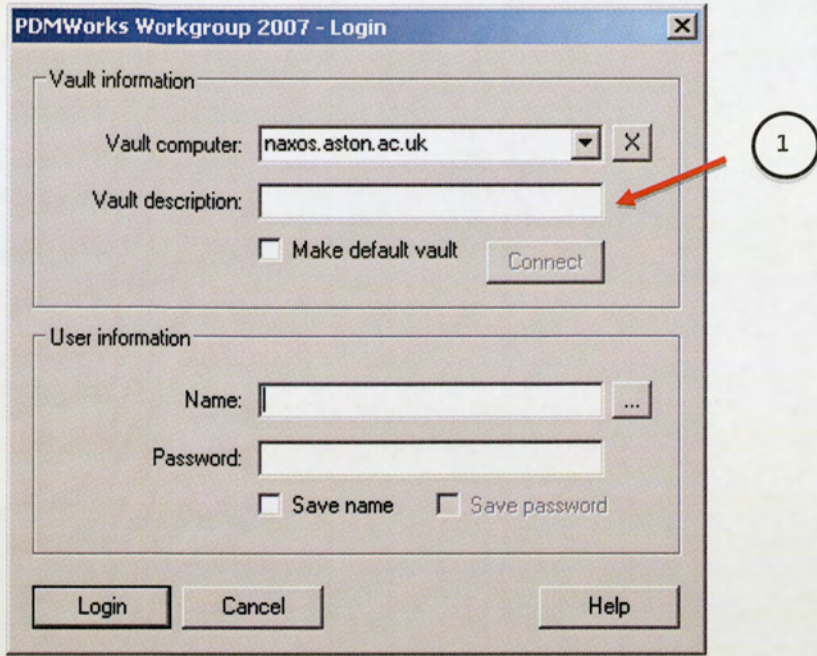 PDMWorks Workgroup 2007 - Login
Vault information
Vault computer: naxos.aston.ac.uk X
1
Vault description:
Make default vault Connect
User information
Name: ...
Password:
Save name Save password
Login Cancel Help